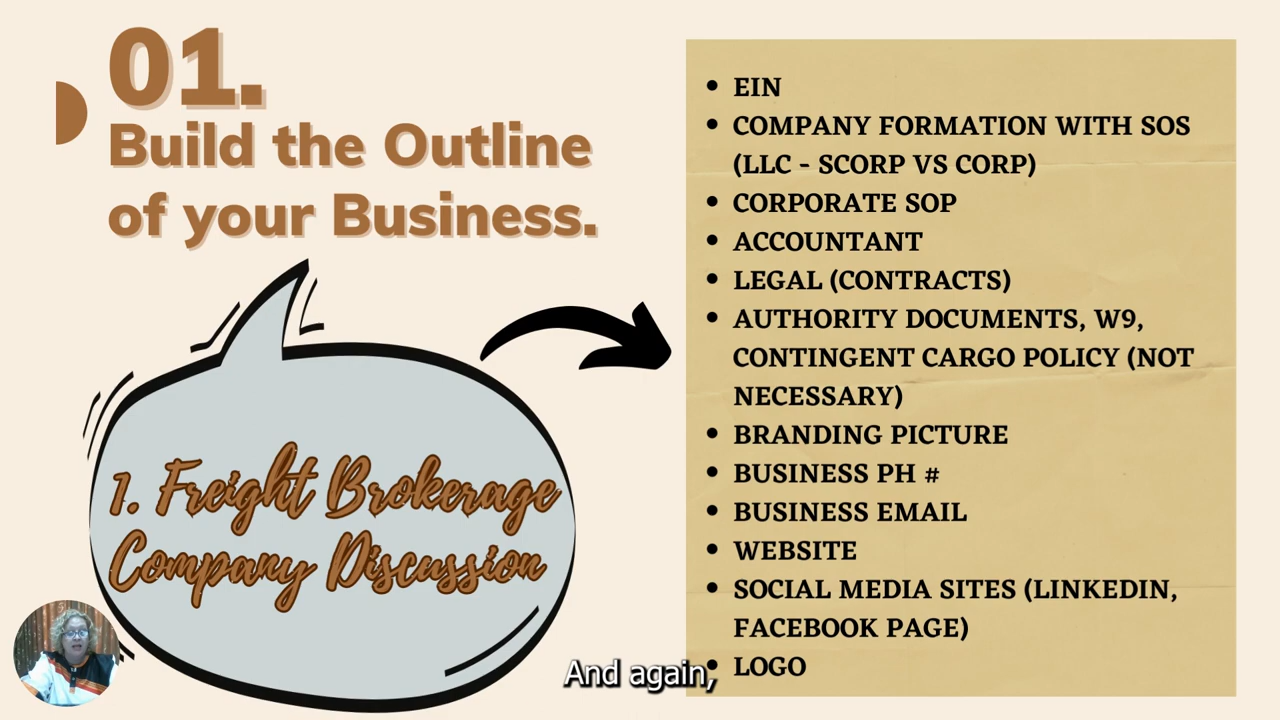 01.
Build the Outline
of your Business.
1. Freight Brokerage
Company Discussion
• EIN
• COMPANY FORMATION WITH SOS
(LLC - SCORP VS CORP)
• CORPORATE SOP
• ACCOUNTANT
• LEGAL (CONTRACTS)
• AUTHORITY DOCUMENTS, W9,
CONTINGENT CARGO POLICY (NOT
NECESSARY)
• BRANDING PICTURE
• BUSINESS PH #
• BUSINESS EMAIL
• WEBSITE
• SOCIAL MEDIA SITES (LINKEDIN,
FACEBOOK PAGE)
• LOGO
And again,